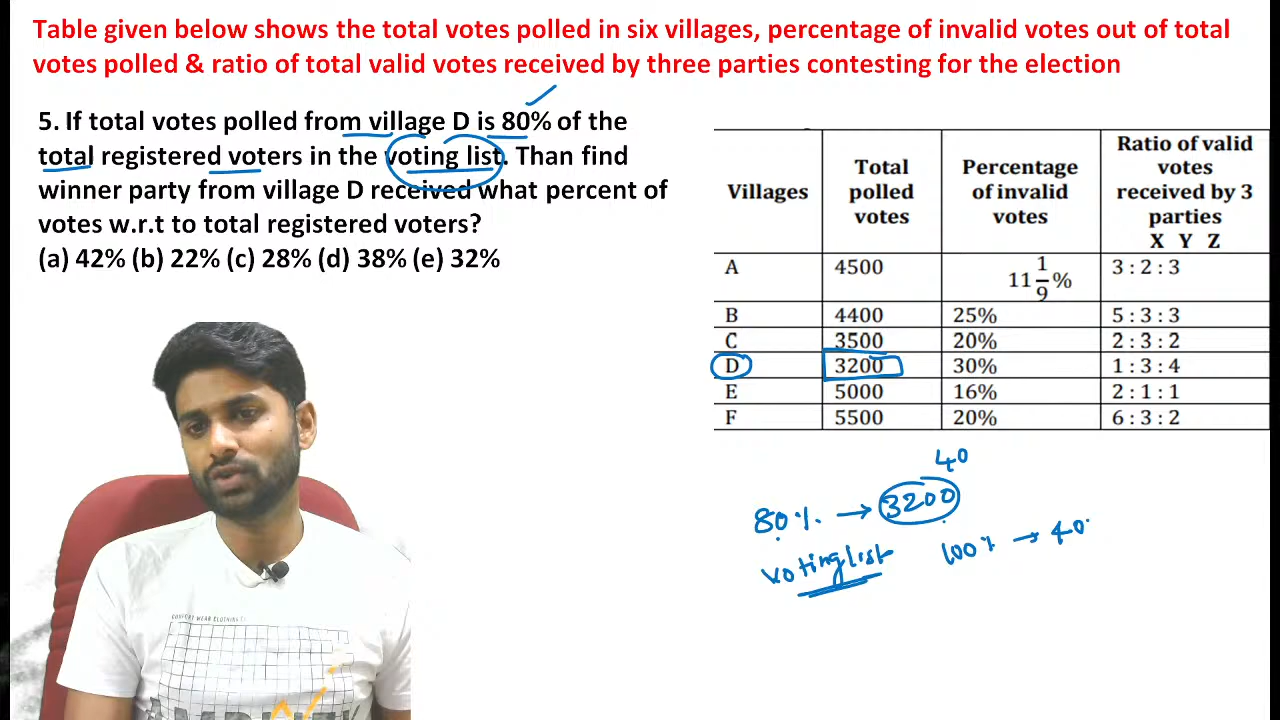 Table given below shows the total votes polled in six villages, percentage of invalid votes out of total
votes polled & ratio of total valid votes received by three parties contesting for the election
5. If total votes polled from village D is 80% of the
total registered voters in the voting list. Than find
winner party from village D received what percent of
votes w.r.t to total registered voters?
(a) 42% (b) 22% (c) 28% (d) 38% (e) 32%
Villages
Total
polled
votes
Percentage
of invalid
votes
Ratio of valid
votes
received by 3
parties
X Y Z
A 4500 11 1/9 % 3 : 2 : 3
B 4400 25% 5 : 3 : 3
C 3500 20% 2 : 3 : 2
D 3200 30% 1 : 3 : 4
E 5000 16% 2 : 1 : 1
F 5500 20% 6 : 3 : 2
40
80% → 3200
voting list
100% → 40